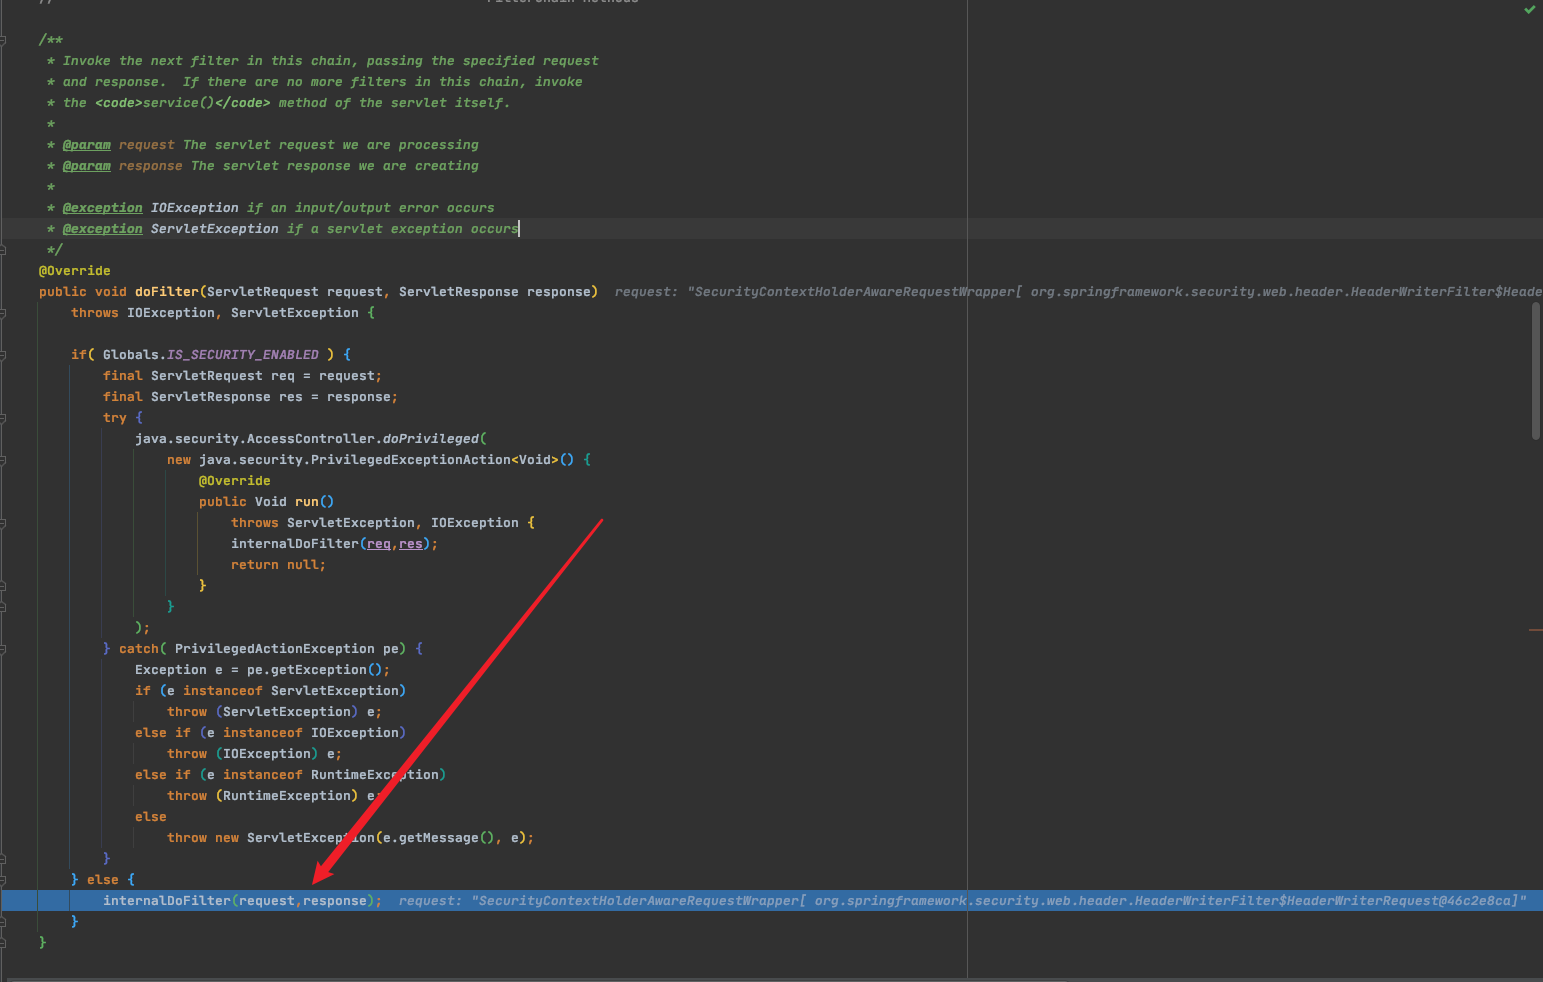 //
/**
 * Invoke the next filter in this chain, passing the specified request
 * and response.  If there are no more filters in this chain, invoke
 * the <code>service()</code> method of the servlet itself.
 *
 * @param request The servlet request we are processing
 * @param response The servlet response we are creating
 *
 * @exception IOException if an input/output error occurs
 * @exception ServletException if a servlet exception occurs
 */
@Override
public void doFilter(ServletRequest request, ServletResponse response)  request: "SecurityContextHolderAwareRequestWrapper[ org.springframework.security.web.header.HeaderWriterFilter$Heade
    throws IOException, ServletException {
    if( Globals.IS_SECURITY_ENABLED ) {
        final ServletRequest req = request;
        final ServletResponse res = response;
        try {
            java.security.AccessController.doPrivileged(
                new java.security.PrivilegedExceptionAction<Void>() {
                    @Override
                    public Void run()
                        throws ServletException, IOException {
                        internalDoFilter(req,res);
                        return null;
                    }
                }
            );
        } catch( PrivilegedActionException pe) {
            Exception e = pe.getException();
            if (e instanceof ServletException)
                throw (ServletException) e;
            else if (e instanceof IOException)
                throw (IOException) e;
            else if (e instanceof RuntimeException)
                throw (RuntimeException) e;
            else
                throw new ServletException(e.getMessage(), e);
        }
    } else {
        internalDoFilter(request,response);  request: "SecurityContextHolderAwareRequestWrapper[ org.springframework.security.web.header.HeaderWriterFilter$HeaderWriterRequest@46c2e8ca]"
    }
}